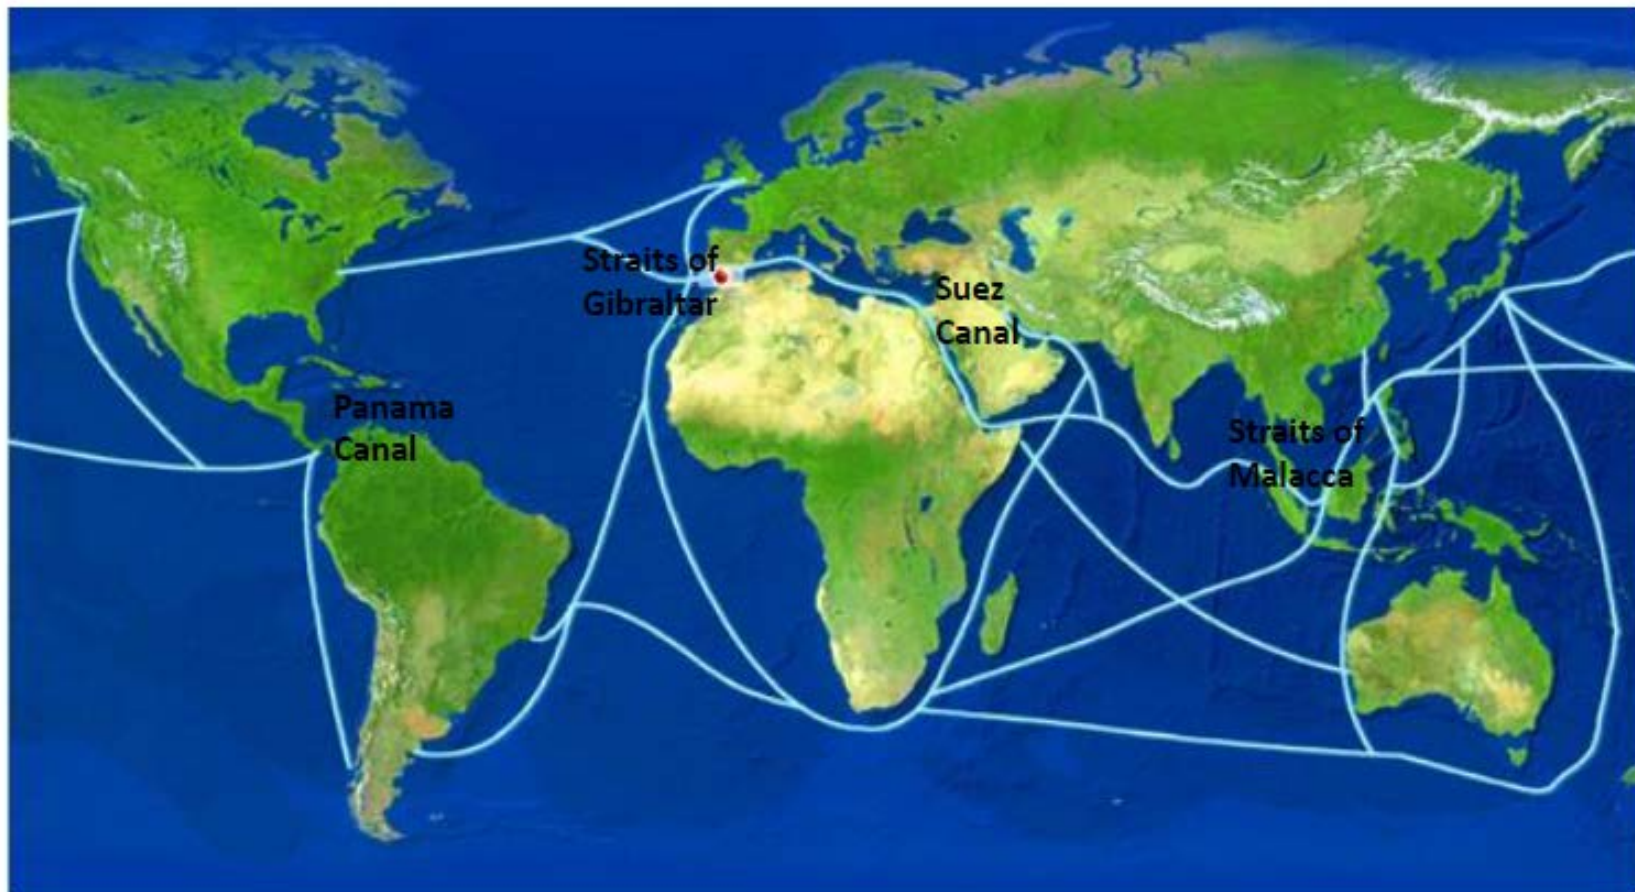 Straits of
Gibraltar
Suez
Canal
Panama
Canal
Straits of
Malacca